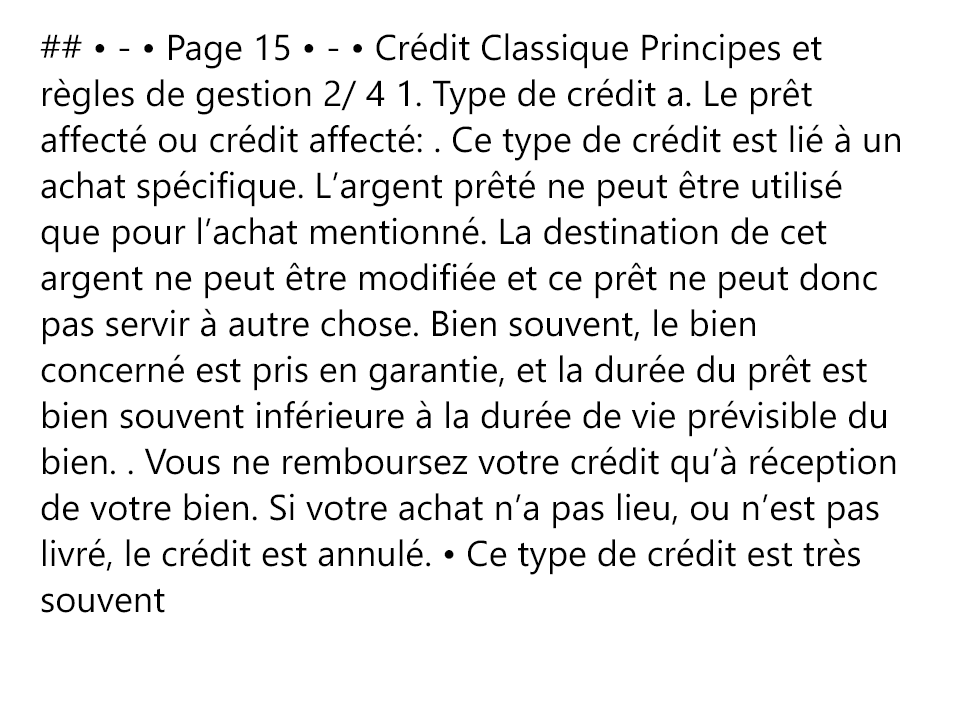 ## • - • Page 15 • - • Crédit Classique Principes et
règles de gestion 2/ 4 1. Type de crédit a. Le prêt
affecté ou crédit affecté: . Ce type de crédit est lié à un
achat spécifique. L’argent prêté ne peut être utilisé
que pour l’achat mentionné. La destination de cet
argent ne peut être modifiée et ce prêt ne peut donc
pas servir à autre chose. Bien souvent, le bien
concerné est pris en garantie, et la durée du prêt est
bien souvent inférieure à la durée de vie prévisible du
bien. . Vous ne remboursez votre crédit qu’à réception
de votre bien. Si votre achat n’a pas lieu, ou n’est pas
livré, le crédit est annulé. • Ce type de crédit est très
souvent